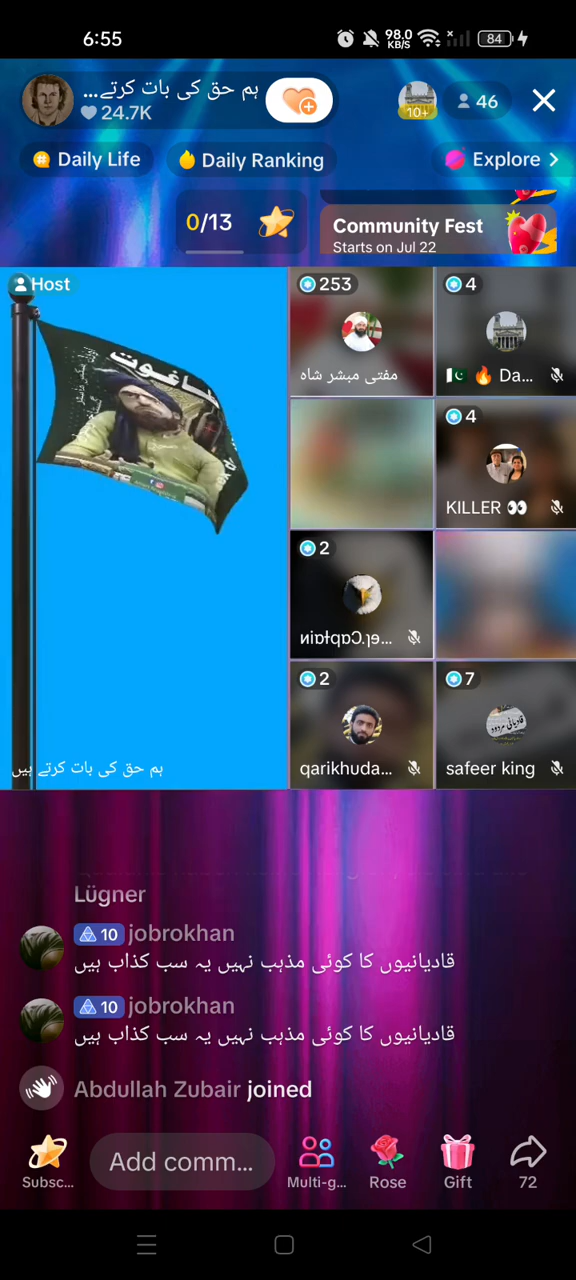 6:55
98.0
KB/S
84
ہم حق کی بات کرتے...
24.7K
10+
46
Daily Life
Daily Ranking
Explore
0/13
Community Fest
Starts on Jul 22
Host
طاغوت
253
مفتی مبشر شاہ
4
Da...
4
KILLER
2
2
qarikhuda...
7
قادیانی مردود
safeer king
ہم حق کی بات کرتے ہیں
Lügner
10 jobrokhan
قادیانیوں کا کوئی مذہب نہیں یہ سب کذاب ہیں
10 jobrokhan
قادیانیوں کا کوئی مذہب نہیں یہ سب کذاب ہیں
Abdullah Zubair joined
Add comm...
Subsc...
Multi-g...
Rose
Gift
72